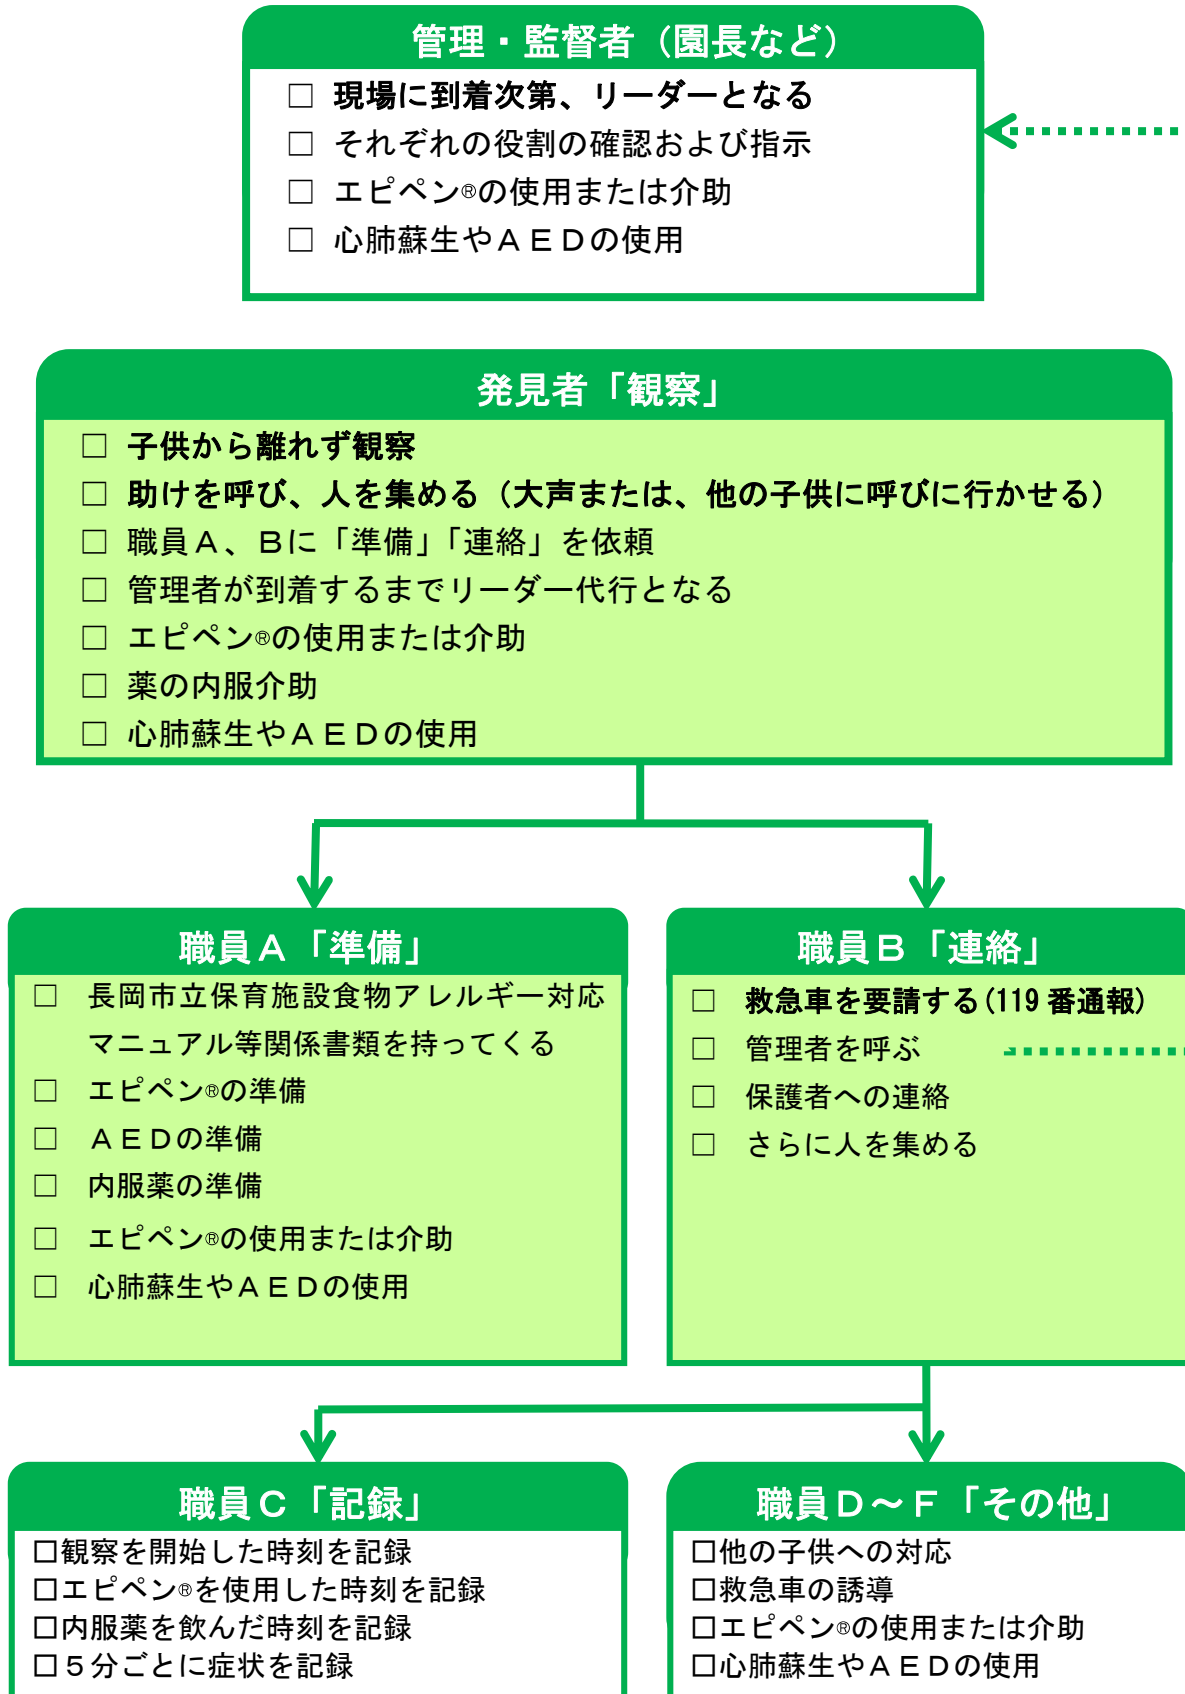 管理・監督者（園長など）
□ 現場に到着次第、リーダーとなる
□ それぞれの役割の確認および指示
□ エピペン®の使用または介助
□ 心肺蘇生やＡＥＤの使用
発見者「観察」
□ 子供から離れず観察
□ 助けを呼び、人を集める（大声または、他の子供に呼びに行かせる）
□ 職員Ａ、Ｂに「準備」「連絡」を依頼
□ 管理者が到着するまでリーダー代行となる
□ エピペン®の使用または介助
□ 薬の内服介助
□ 心肺蘇生やＡＥＤの使用
職員Ａ「準備」
□ 長岡市立保育施設食物アレルギー対応
マニュアル等関係書類を持ってくる
□ エピペン®の準備
□ ＡＥＤの準備
□ 内服薬の準備
□ エピペン®の使用または介助
□ 心肺蘇生やＡＥＤの使用
職員Ｂ「連絡」
□ 救急車を要請する(119 番通報)
□ 管理者を呼ぶ
□ 保護者への連絡
□ さらに人を集める
職員Ｃ「記録」
□観察を開始した時刻を記録
□エピペン®を使用した時刻を記録
□内服薬を飲んだ時刻を記録
□５分ごとに症状を記録
職員Ｄ～Ｆ「その他」
□他の子供への対応
□救急車の誘導
□エピペン®の使用または介助
□心肺蘇生やＡＥＤの使用